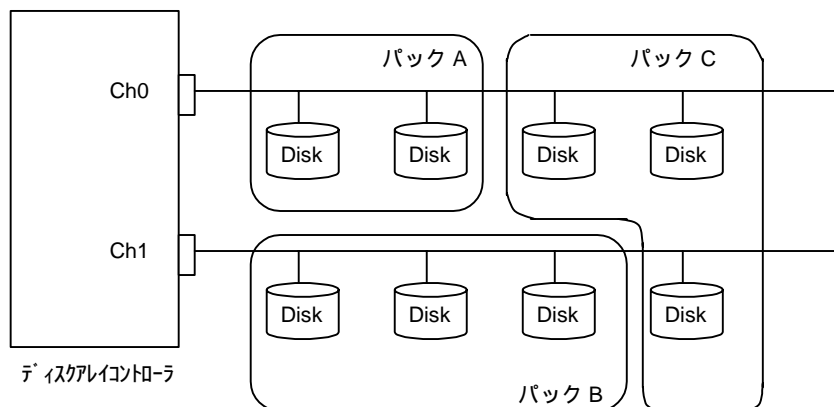 パック A
パック C
Ch0
Disk
Disk
Disk
Disk
Ch1
Disk
Disk
Disk
Disk
ﾃﾞｨｽｸｱﾚｲｺﾝﾄﾛｰﾗ
パック B